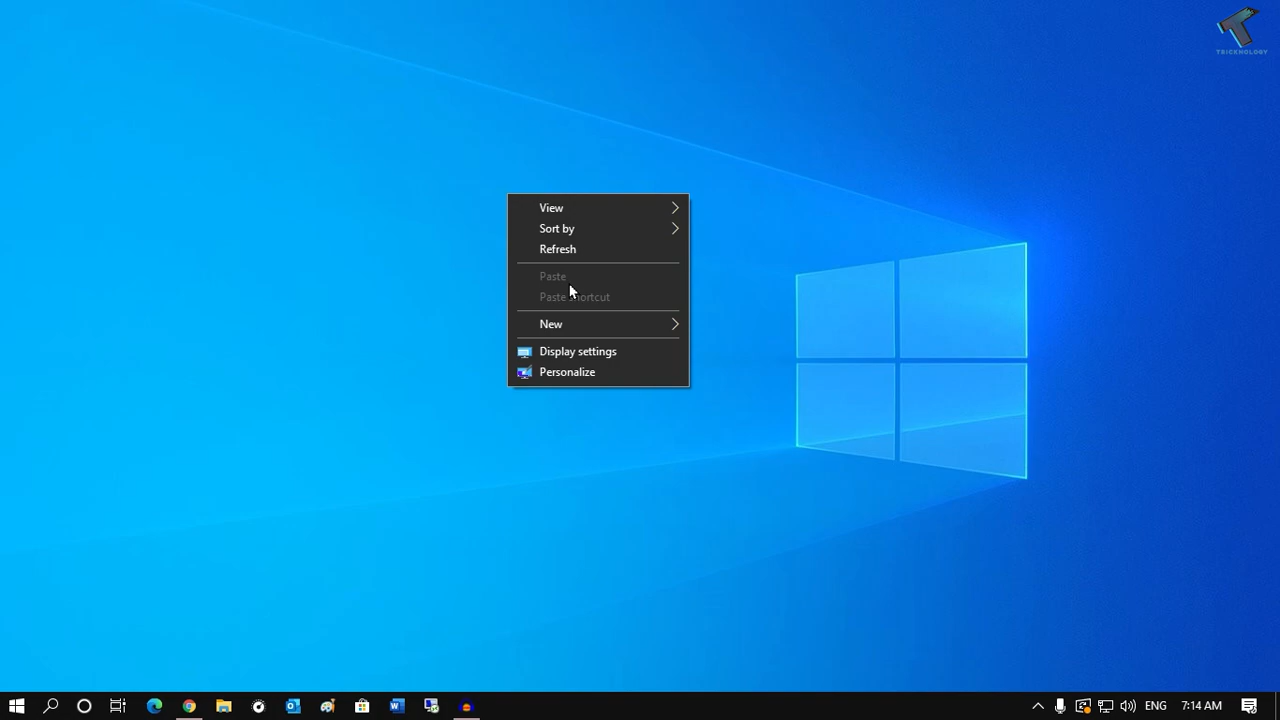 TRICKNOLOGY
View
Sort by
Refresh
Paste
Paste shortcut
New
Display settings
Personalize
ENG
7:14 AM